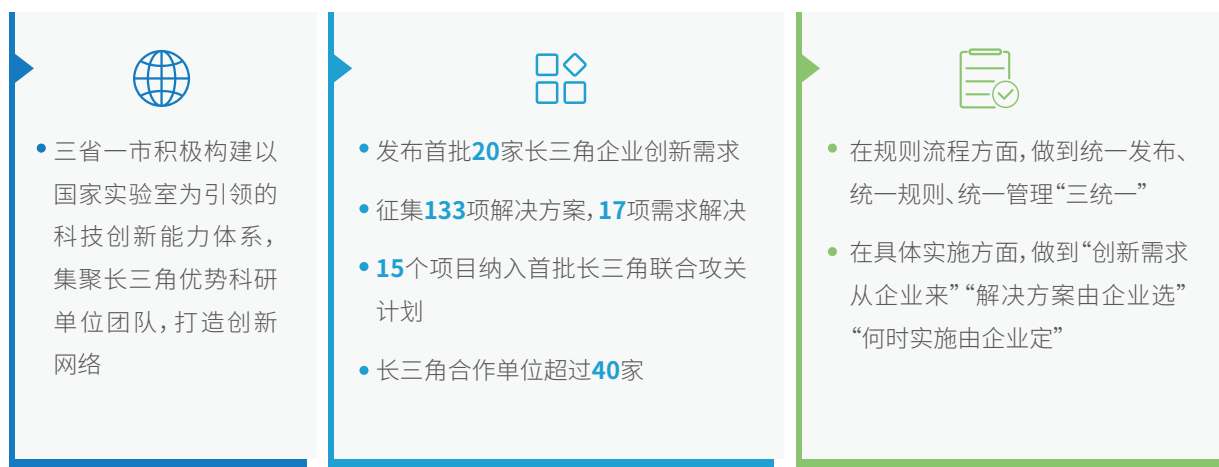 三省一市积极构建以
国家实验室为引领的
科技创新能力体系，
集聚长三角优势科研
单位团队，打造创新
网络
发布首批20家长三角企业创新需求
征集133项解决方案，17项需求解决
15个项目纳入首批长三角联合攻关
计划
长三角合作单位超过40家
在规则流程方面，做到统一发布、
统一规则、统一管理“三统一”
在具体实施方面，做到“创新需求
从企业来”“解决方案由企业选”
“何时实施由企业定”